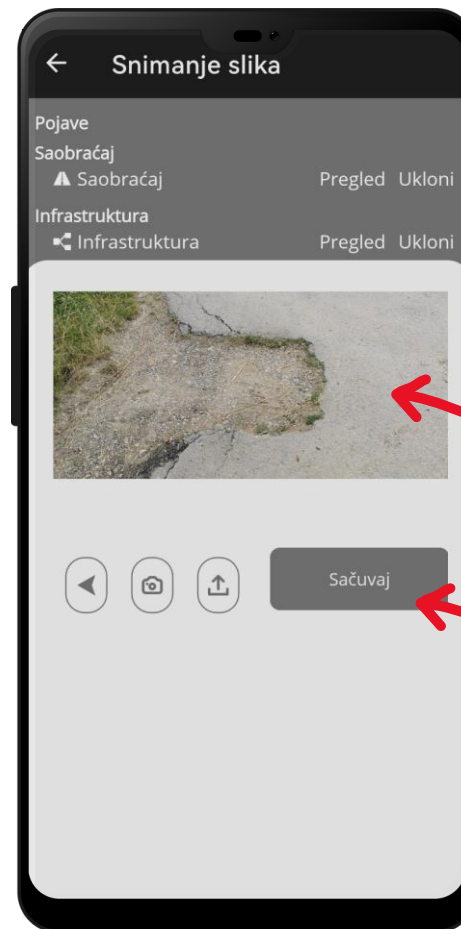 Snimanje slika
Pojave
Saobraćaj
Saobraćaj Pregled Ukloni
Infrastruktura
Infrastruktura Pregled Ukloni
Sačuvaj